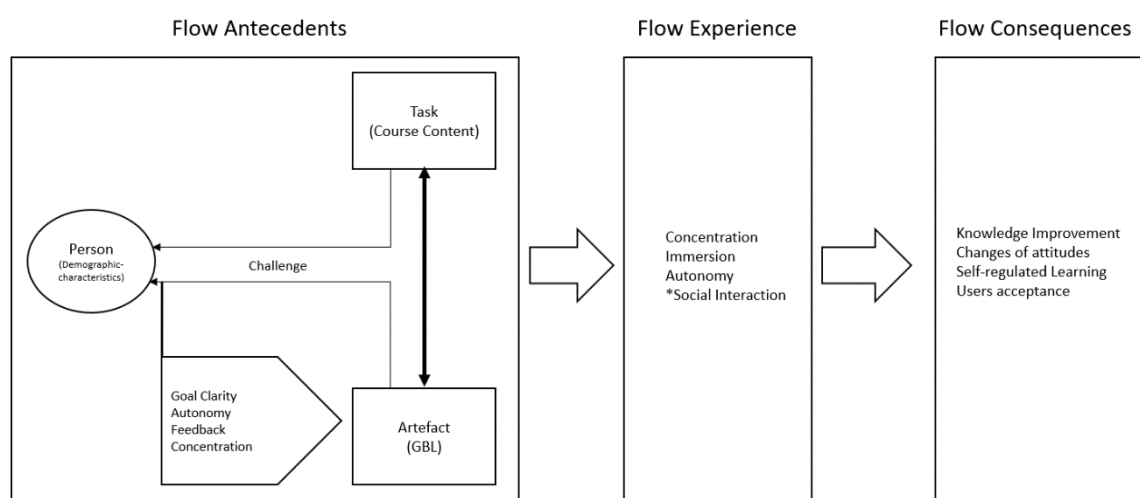 Flow Antecedents
Flow Experience
Flow Consequences
Task
(Course Content)
Person
(Demographic-
characteristics)
Challenge
Goal Clarity
Autonomy
Feedback
Concentration
Artefact
(GBL)
Concentration
Immersion
Autonomy
*Social Interaction
Knowledge Improvement
Changes of attitudes
Self-regulated Learning
Users acceptance